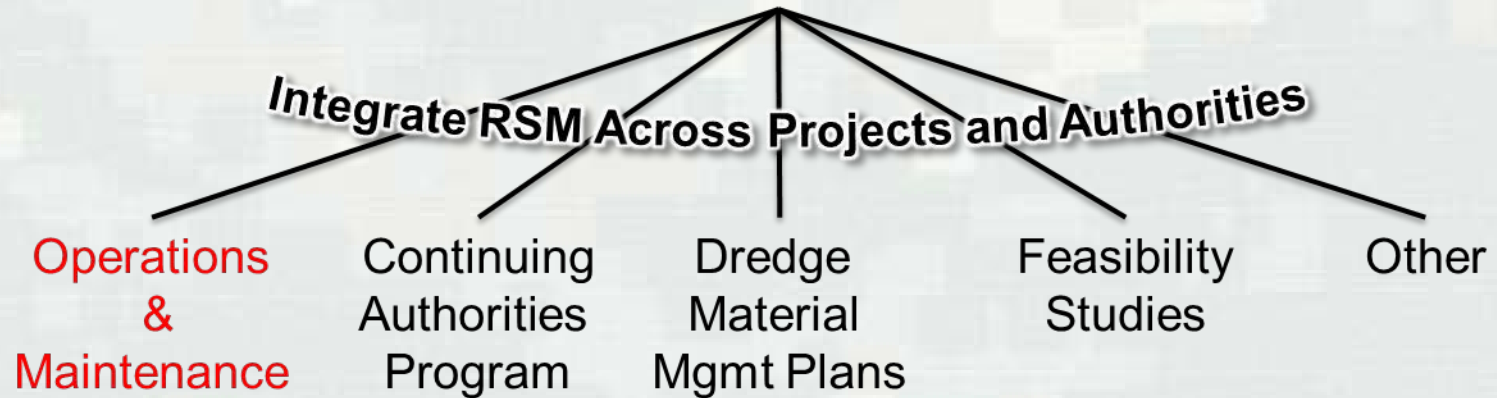 Integrate RSM Across Projects and Authorities
Operations
&
Maintenance
Continuing
Authorities
Program
Dredge
Material
Mgmt Plans
Feasibility
Studies
Other